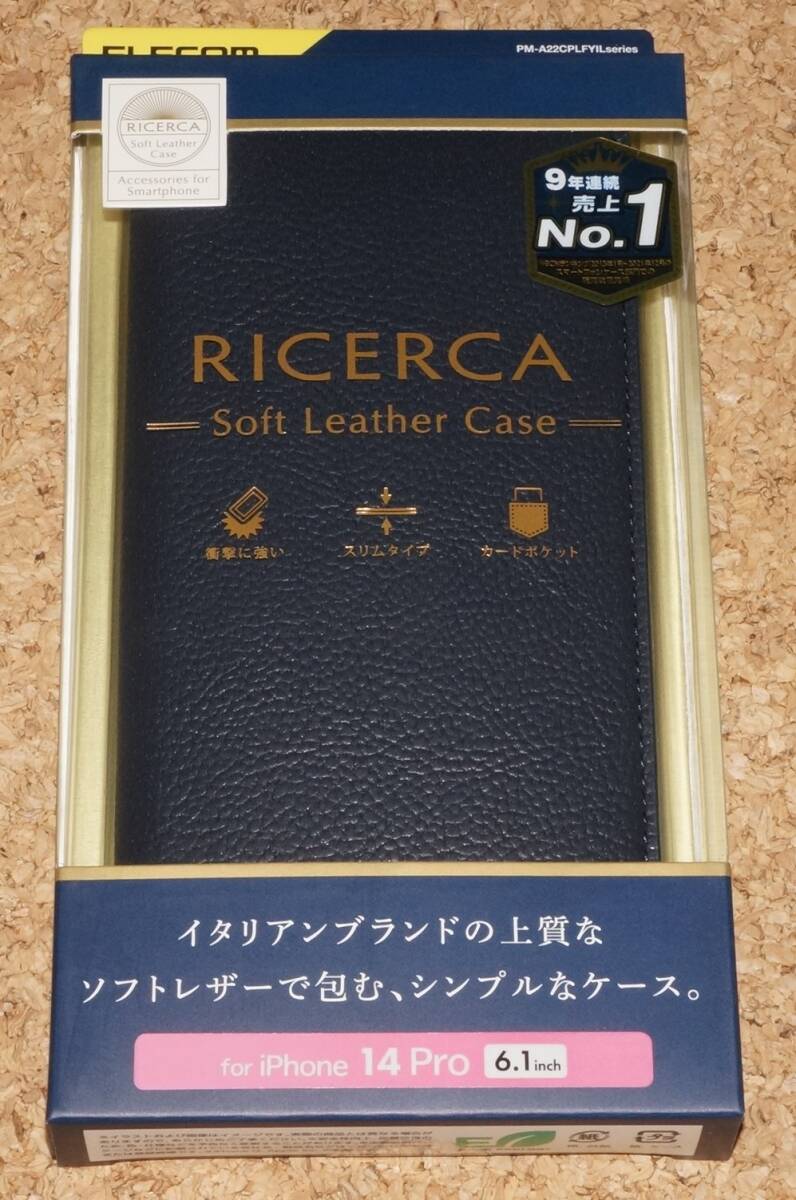 ELECOM
PM-A22CPLFYILseries
RICERCA
Soft Leather
Case
Accessories for
Smartphone
9年連続
売上
No.1
RICERCA
Soft Leather Case
衝撃に強い
スリムタイプ
カードポケット
イタリアンブランドの上質な
ソフトレザーで包む、シンプルなケース。
for iPhone 14 Pro 6.1inch